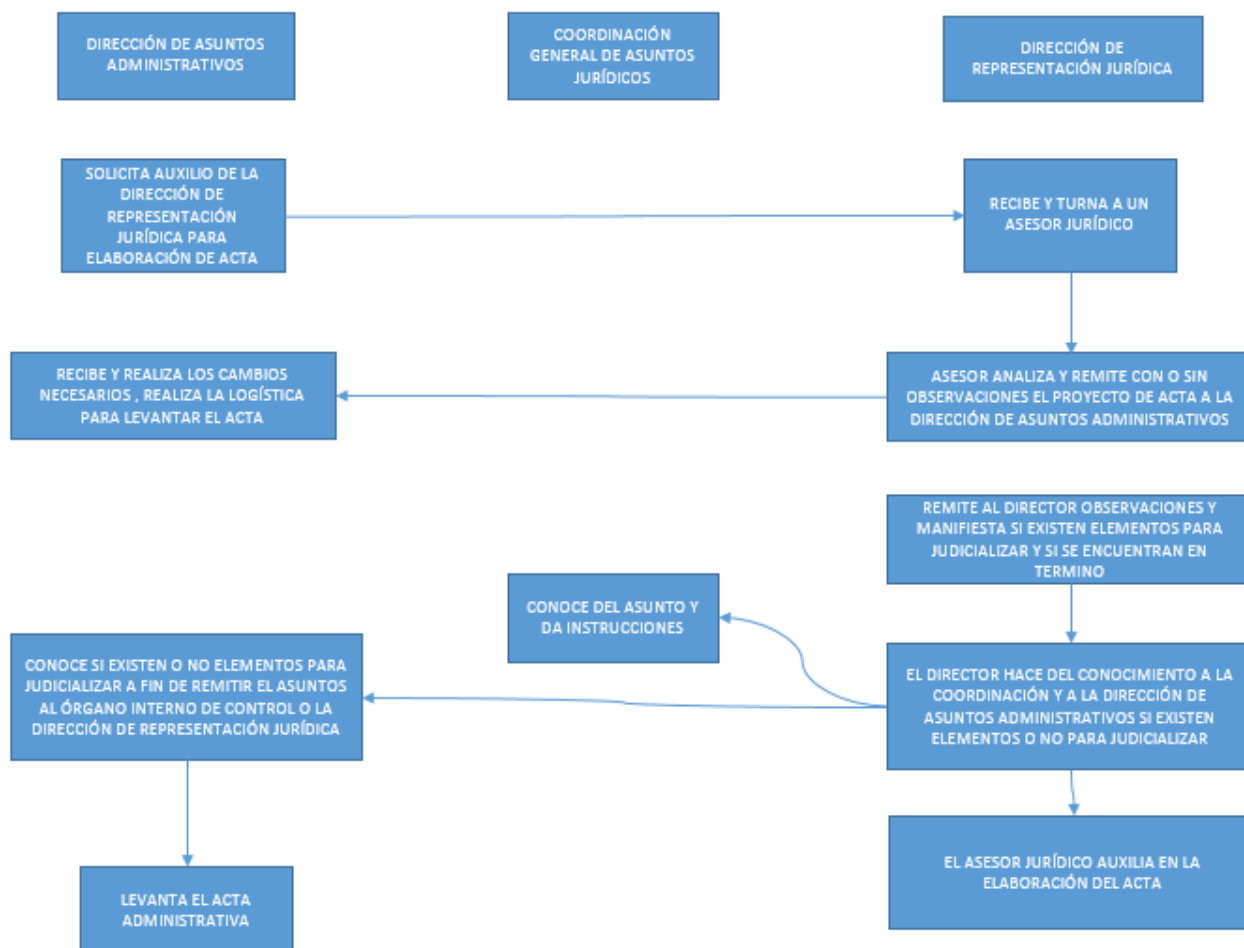 DIRECCIÓN DE ASUNTOS
ADMINISTRATIVOS
COORDINACIÓN
GENERAL DE ASUNTOS
JURÍDICOS
DIRECCIÓN DE
REPRESENTACIÓN JURÍDICA
SOLICITA AUXILIO DE LA
DIRECCIÓN DE
REPRESENTACIÓN
JURÍDICA PARA
ELABORACIÓN DE ACTA
RECIBE Y TURNA A UN
ASESOR JURÍDICO
RECIBE Y REALIZA LOS CAMBIOS
NECESARIOS , REALIZA LA LOGÍSTICA
PARA LEVANTAR EL ACTA
ASESOR ANALIZA Y REMITE CON O SIN
OBSERVACIONES EL PROYECTO DE ACTA A LA
DIRECCIÓN DE ASUNTOS ADMINISTRATIVOS
REMITE AL DIRECTOR OBSERVACIONES Y
MANIFIESTA SI EXISTEN ELEMENTOS PARA
JUDICIALIZAR Y SI SE ENCUENTRAN EN
TERMINO
CONOCE DEL ASUNTO Y
DA INSTRUCCIONES
CONOCE SI EXISTEN O NO ELEMENTOS PARA
JUDICIALIZAR A FIN DE REMITIR EL ASUNTOS
AL ÓRGANO INTERNO DE CONTROL O LA
DIRECCIÓN DE REPRESENTACIÓN JURÍDICA
EL DIRECTOR HACE DEL CONOCIMIENTO A LA
COORDINACIÓN Y A LA DIRECCIÓN DE
ASUNTOS ADMINISTRATIVOS SI EXISTEN
ELEMENTOS O NO PARA JUDICIALIZAR
LEVANTA EL ACTA
ADMINISTRATIVA
EL ASESOR JURÍDICO AUXILIA EN LA
ELABORACIÓN DEL ACTA